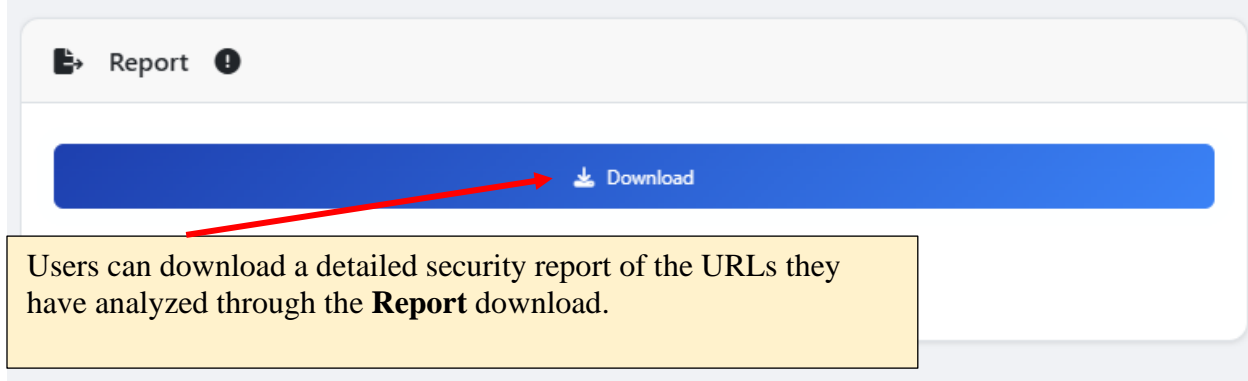 Report
Download
Users can download a detailed security report of the URLs they
have analyzed through the Report download.